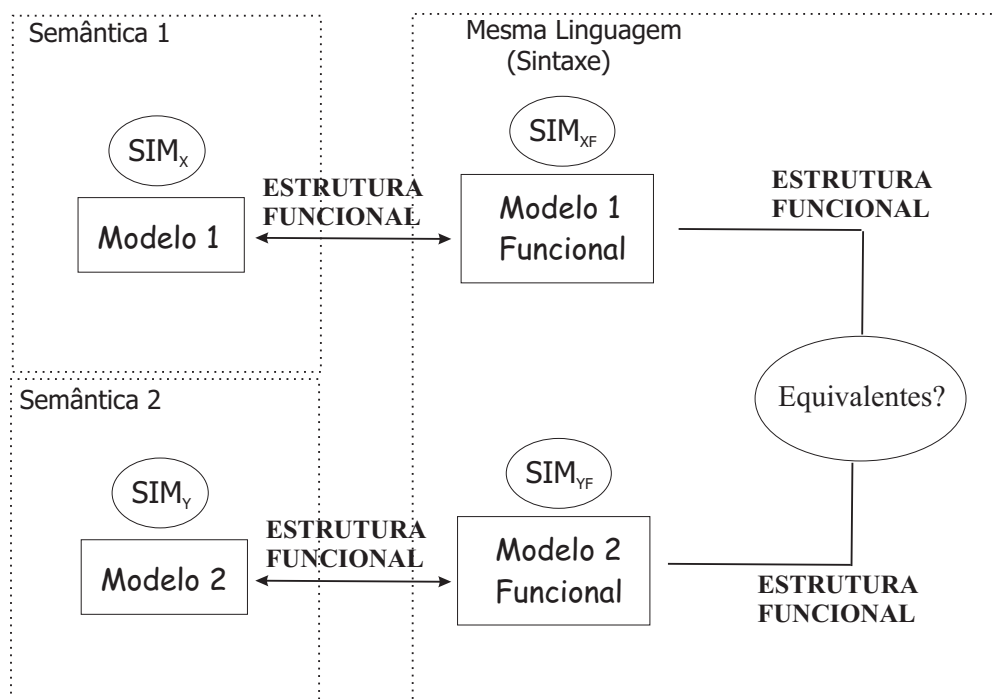 Semântica 1
Mesma Linguagem
(Sintaxe)
SIMX
SIMXF
ESTRUTURA
FUNCIONAL
Modelo 1
Modelo 1
Funcional
ESTRUTURA
FUNCIONAL
Equivalentes?
Semântica 2
SIMY
SIMYF
ESTRUTURA
FUNCIONAL
Modelo 2
Modelo 2
Funcional
ESTRUTURA
FUNCIONAL